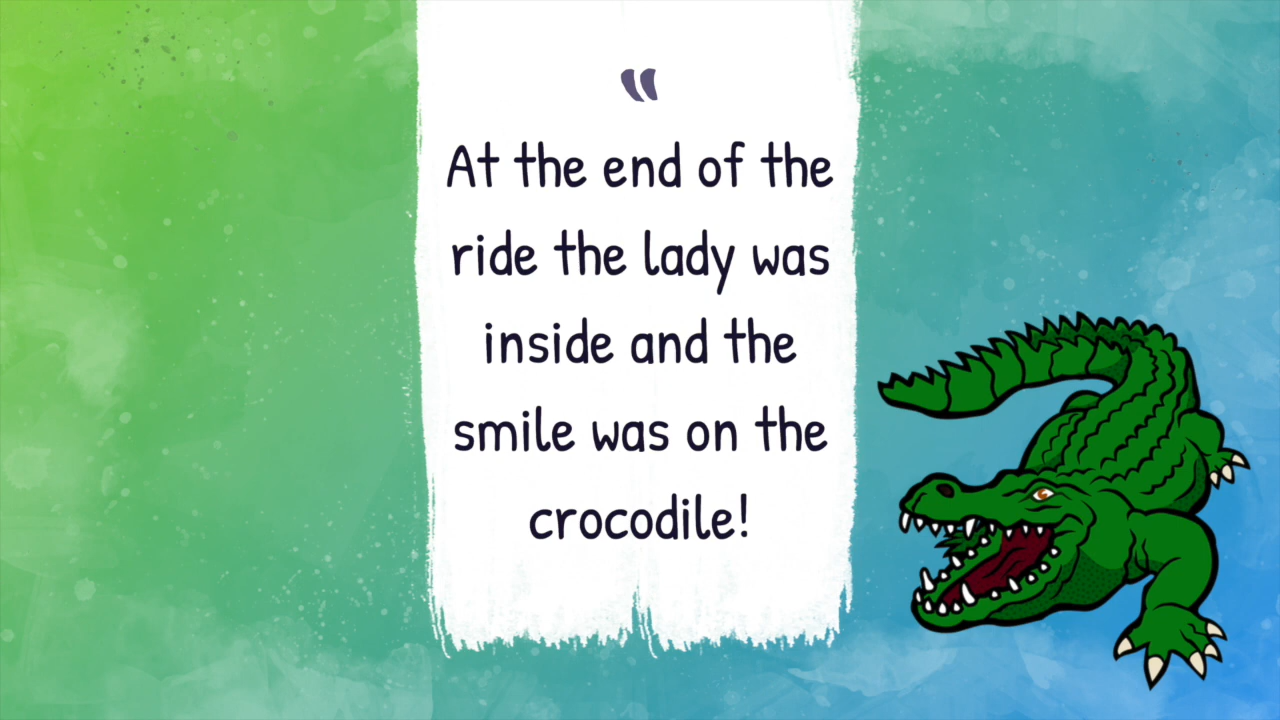 “
At the end of the
ride the lady was
inside and the
smile was on the
crocodile!